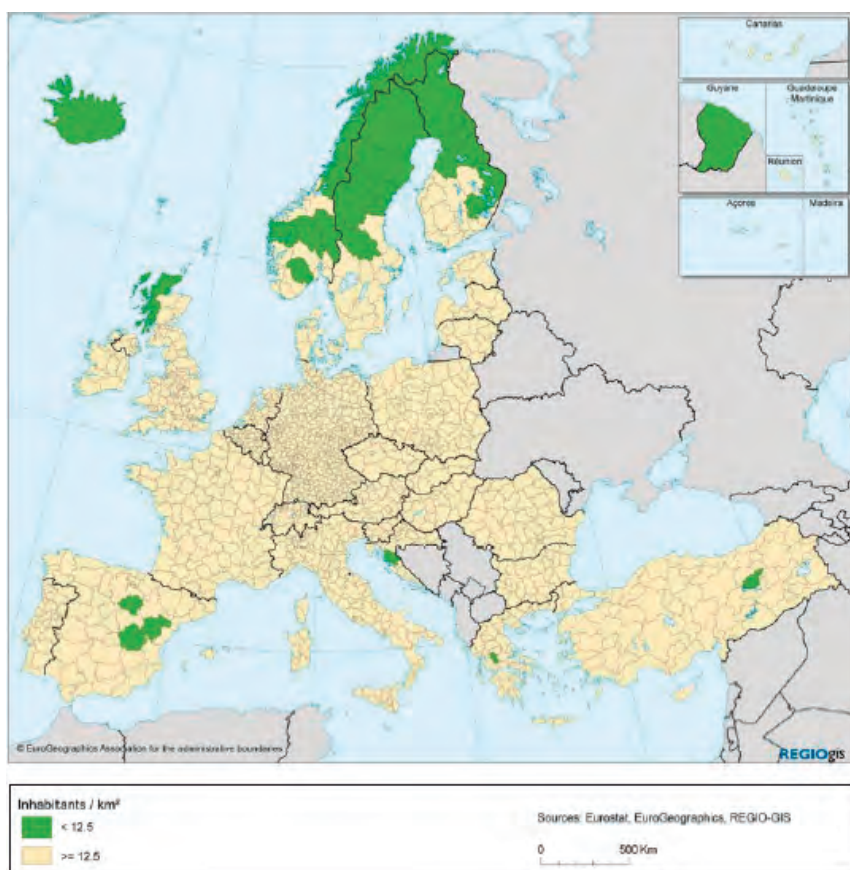 Canarias
Guyane
Guadeloupe
Martinique
Réunion
Açores
Madeira
© EuroGeographics Association for the administrative boundaries
REGIOgis
Inhabitants / km²
< 12.5
>= 12.5
Sources: Eurostat, EuroGeographics, REGIO-GIS
0 500 Km